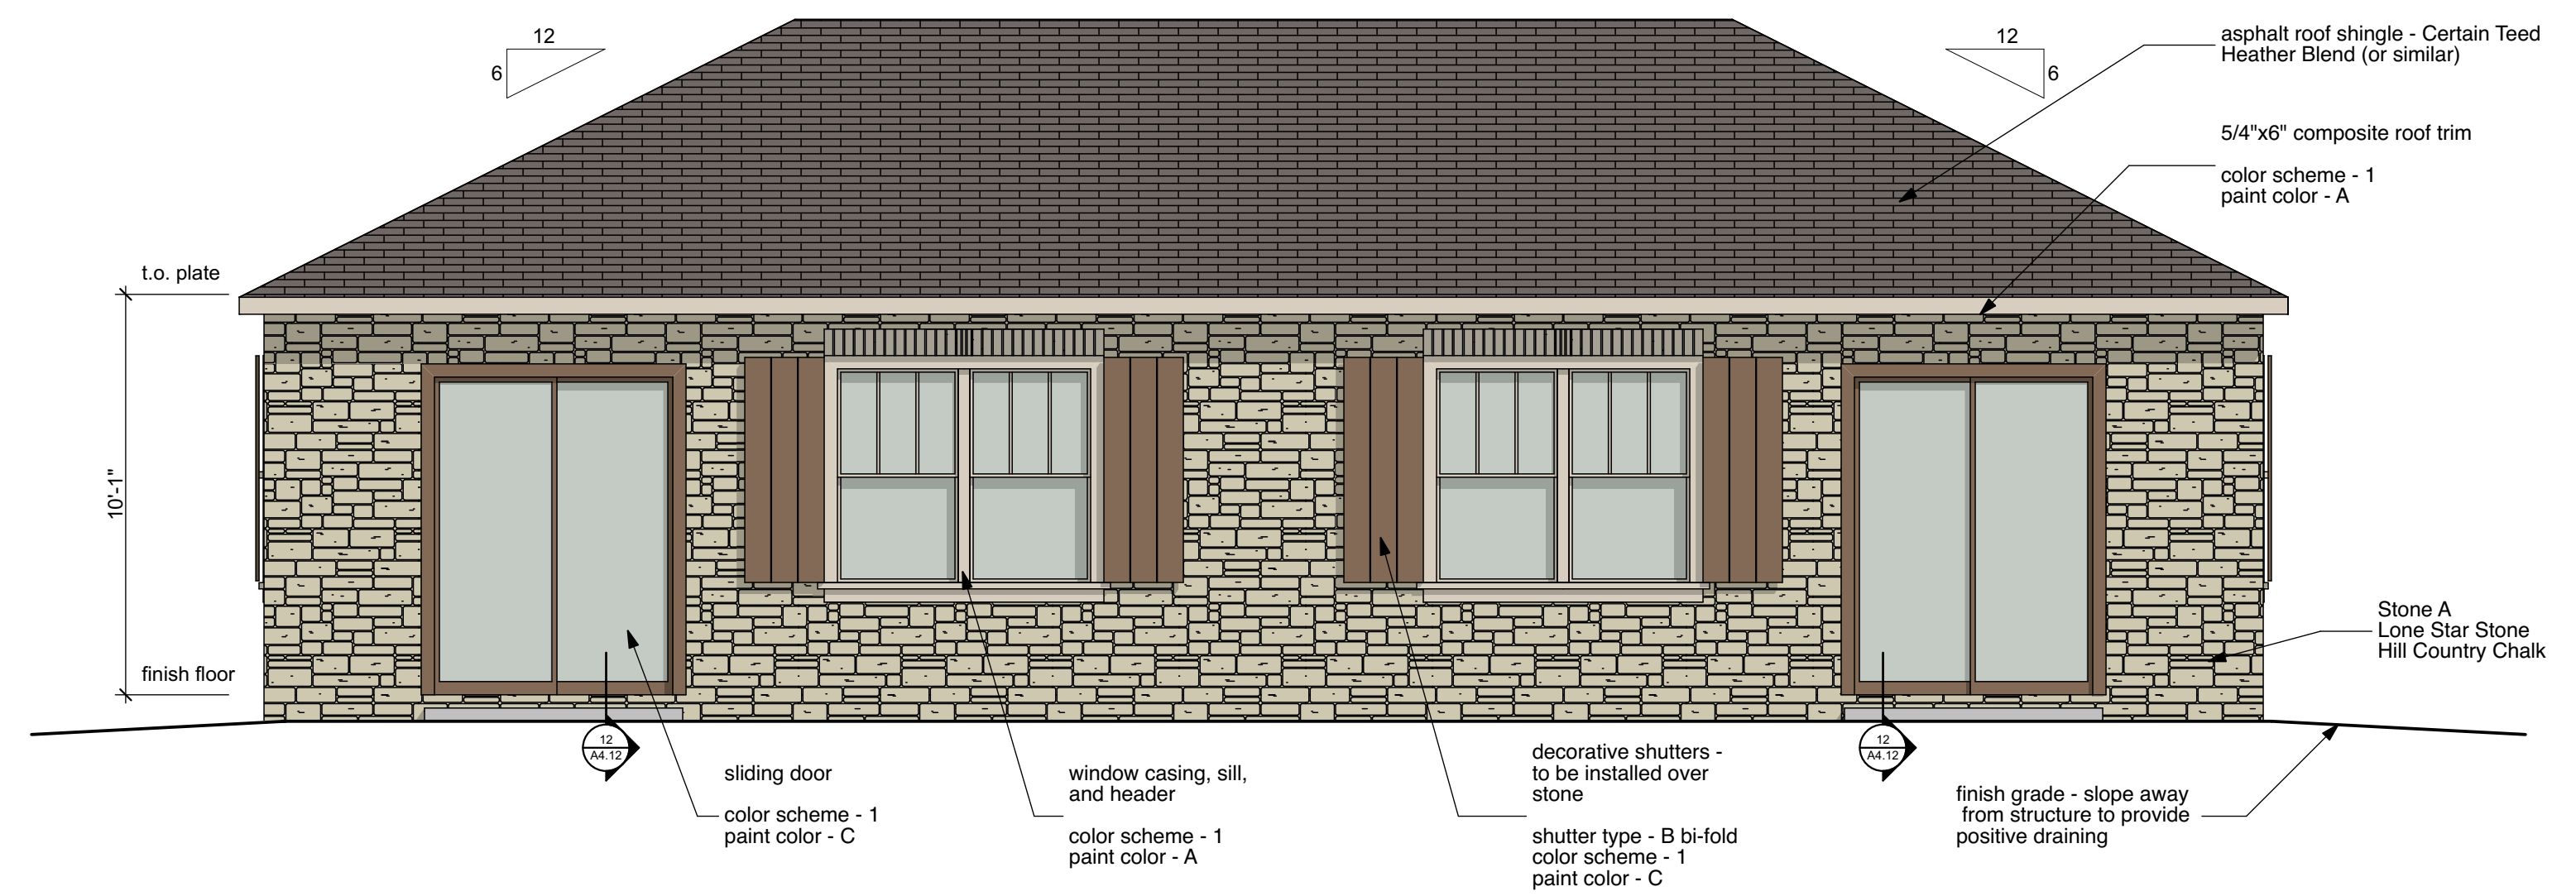 12
6
12
6
asphalt roof shingle - Certain Teed
Heather Blend (or similar)
5/4"x6" composite roof trim
color scheme - 1
paint color - A
t.o. plate
10'-1"
finish floor
Stone A
Lone Star Stone
Hill Country Chalk
12
A4.12
12
A4.12
sliding door
color scheme - 1
paint color - C
window casing, sill,
and header
color scheme - 1
paint color - A
decorative shutters -
to be installed over
stone
shutter type - B bi-fold
color scheme - 1
paint color - C
finish grade - slope away
from structure to provide
positive draining